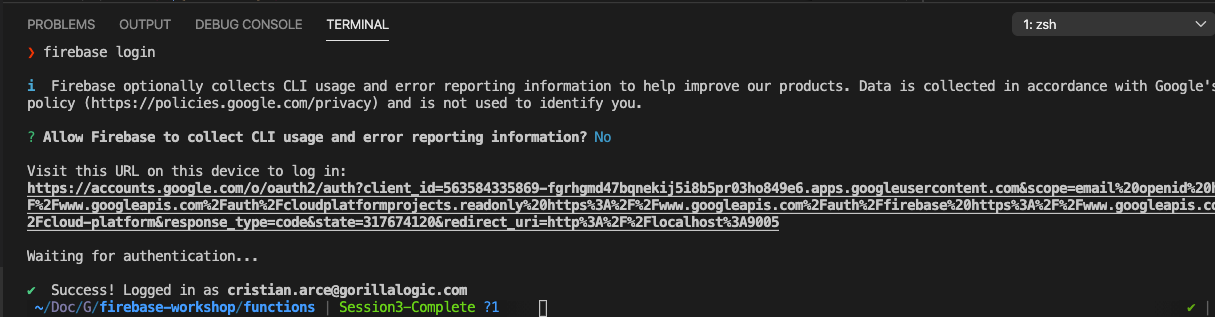 PROBLEMS OUTPUT DEBUG CONSOLE TERMINAL 1: zsh
❯ firebase login
i Firebase optionally collects CLI usage and error reporting information to help improve our products. Data is collected in accordance with Google's
policy (https://policies.google.com/privacy) and is not used to identify you.
? Allow Firebase to collect CLI usage and error reporting information? No
Visit this URL on this device to log in:
https://accounts.google.com/o/oauth2/auth?client_id=563584335869-fgrhgmd47bqnekij5i8b5pr03ho849e6.apps.googleusercontent.com&scope=email%20openid%20h
F%2Fwww.googleapis.com%2Fauth%2Fcloudplatformprojects.readonly%20https%3A%2F%2Fwww.googleapis.com%2Fauth%2Ffirebase%20https%3A%2F%2Fwww.googleapis.co
2Fcloud-platform&response_type=code&state=317674120&redirect_uri=http%3A%2F%2Flocalhost%3A9005
Waiting for authentication...
✔ Success! Logged in as cristian.arce@gorillalogic.com
~/Doc/G/firebase-workshop/functions | Session3-Complete ?1 ✔ |